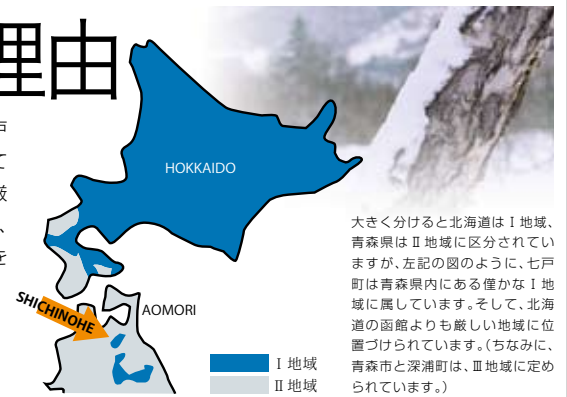 理由
戸
て
厳
、
を
HOKKAIDO
SHICHINOHE
AOMORI
Ⅰ地域
Ⅱ地域
大きく分けると北海道はⅠ地域、
青森県はⅡ地域に区分されてい
ますが、左記の図のように、七戸
町は青森県内にある僅かなⅠ地
域に属しています。そして、北海
道の函館よりも厳しい地域に位
置づけられています。(ちなみに、
青森市と深浦町は、Ⅲ地域に定め
られています。)